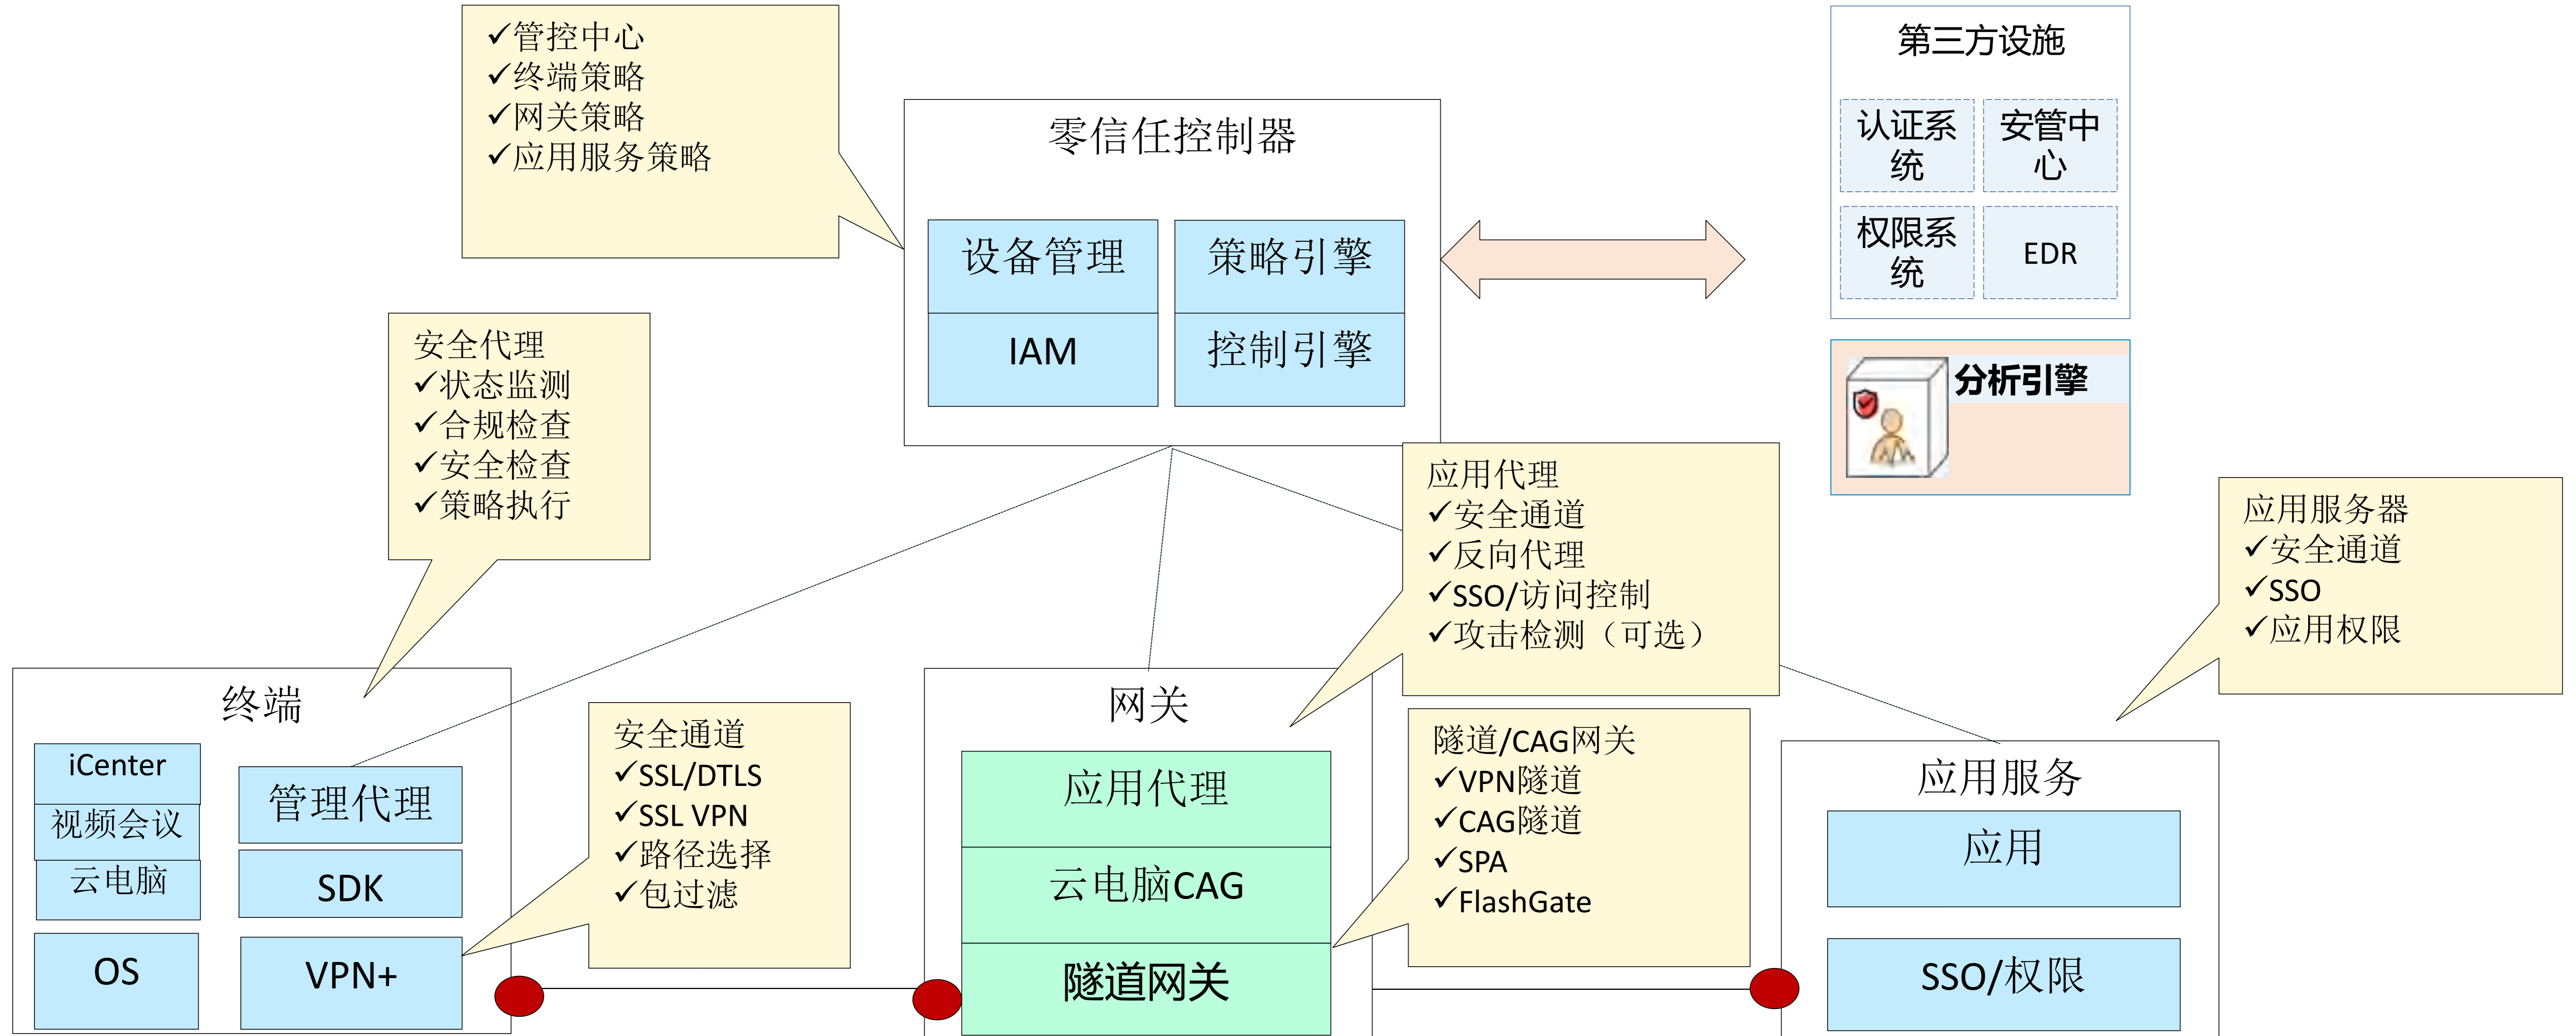 ✓管控中心
✓终端策略
✓网关策略
✓应用服务策略
零信任控制器
设备管理
策略引擎
IAM
控制引擎
第三方设施
认证系
统
安管中
心
权限系
统
EDR
分析引擎
安全代理
✓状态监测
✓合规检查
✓安全检查
✓策略执行
应用代理
✓安全通道
✓反向代理
✓SSO/访问控制
✓攻击检测（可选）
应用服务器
✓安全通道
✓SSO
✓应用权限
终端
iCenter
视频会议
云电脑
OS
管理代理
SDK
VPN+
安全通道
✓SSL/DTLS
✓SSL VPN
✓路径选择
✓包过滤
网关
应用代理
云电脑CAG
隧道网关
隧道/CAG网关
✓VPN隧道
✓CAG隧道
✓SPA
✓FlashGate
应用服务
应用
SSO/权限